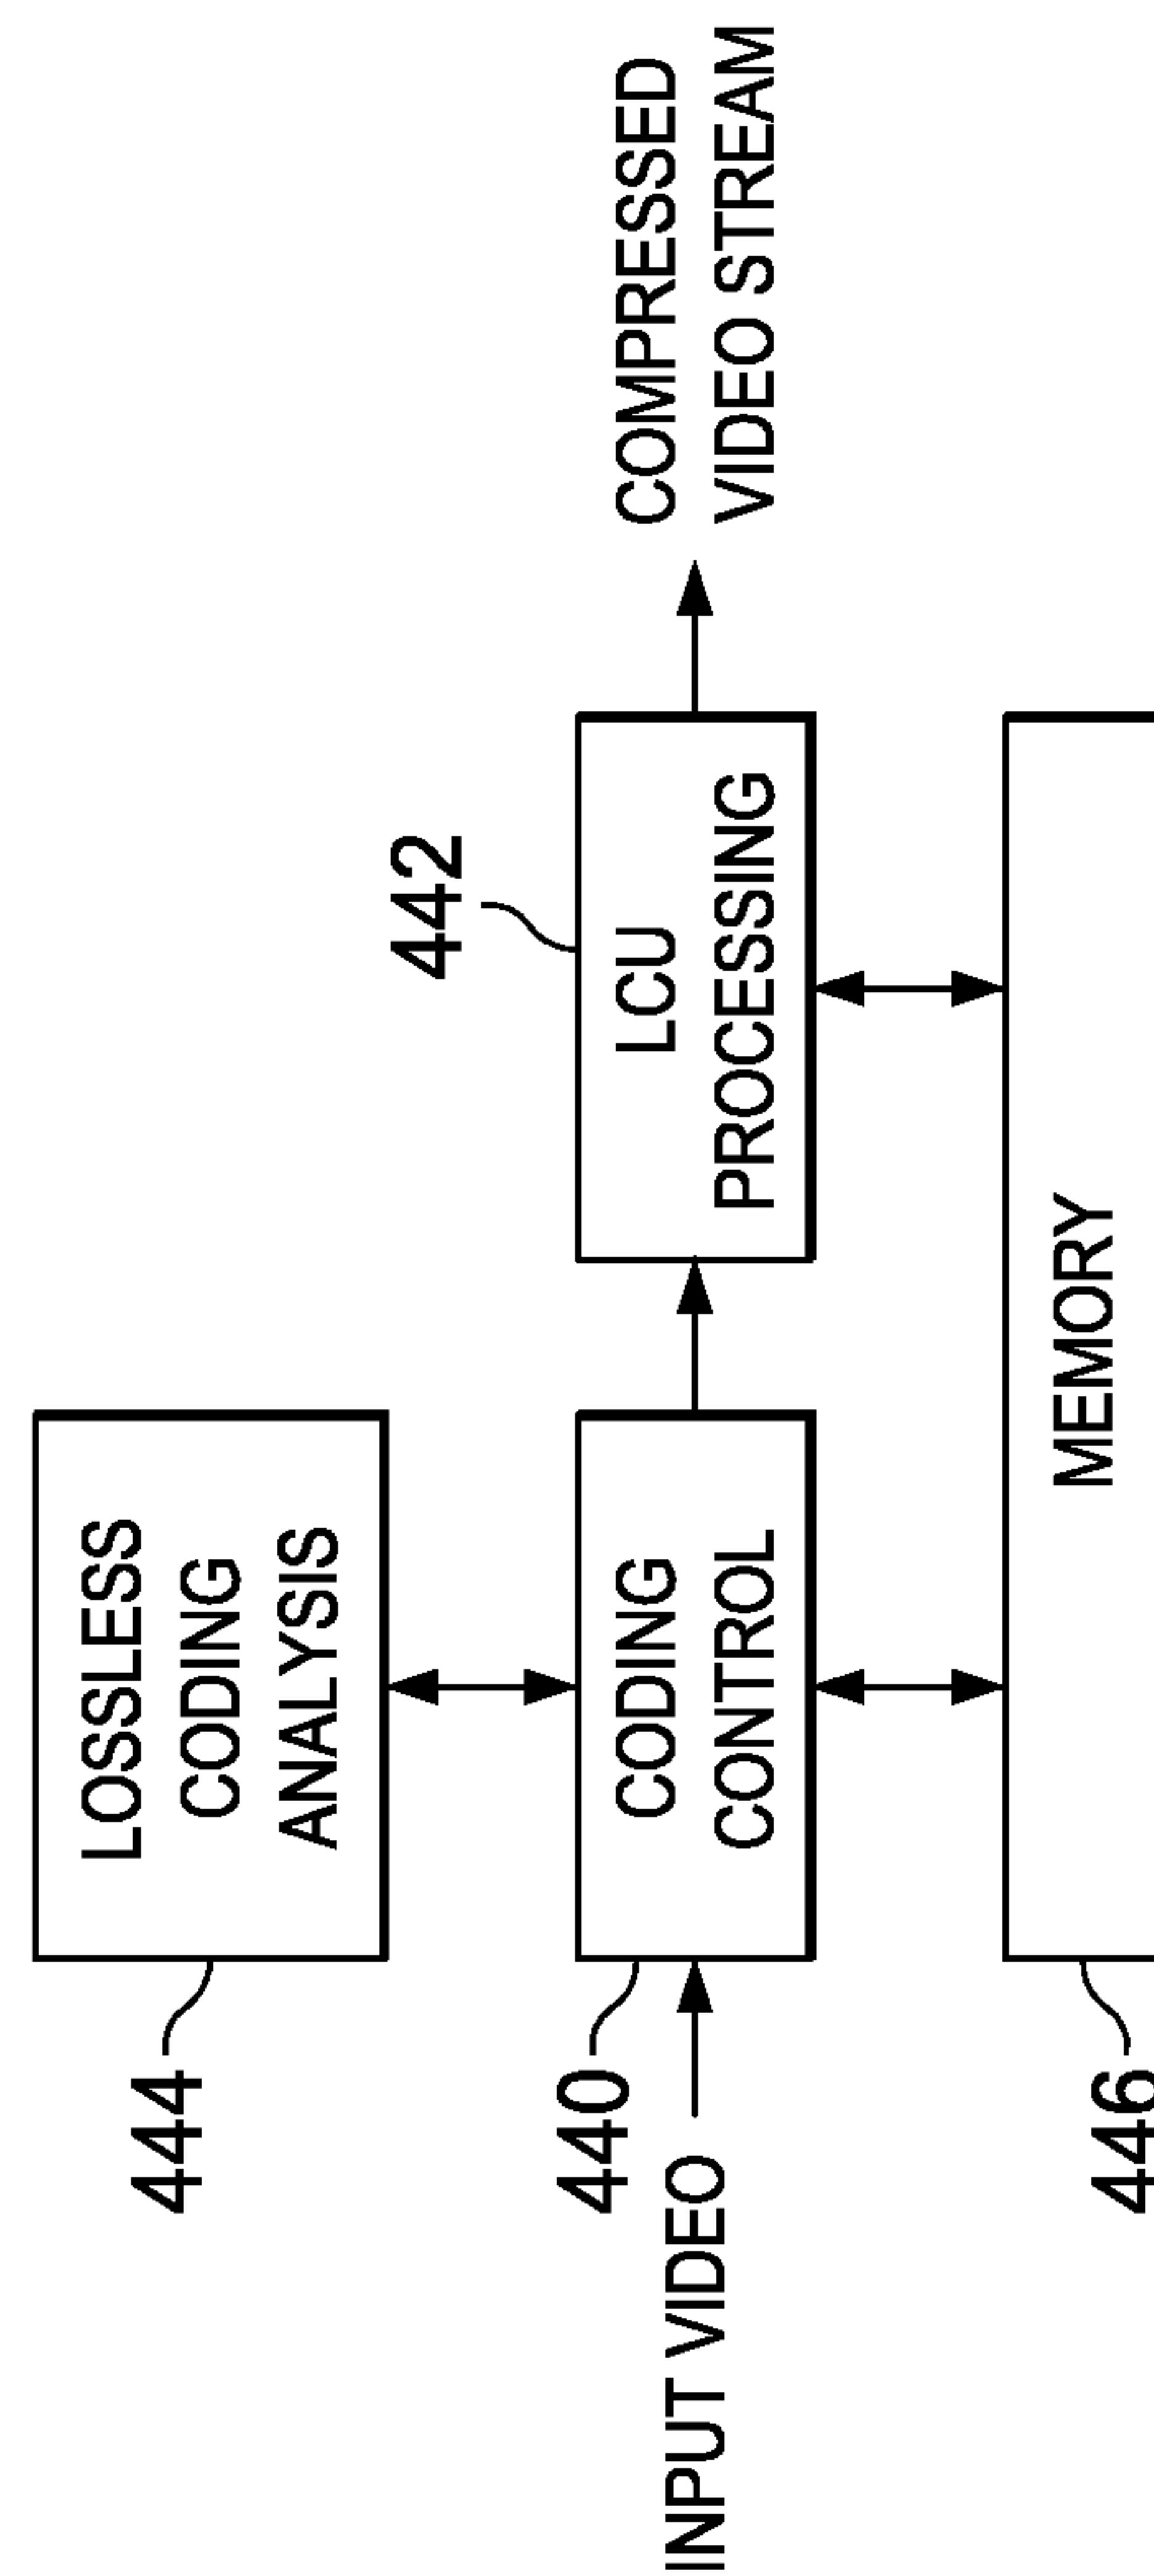 444
LOSSLESS
CODING
ANALYSIS
442
COMPRESSED
VIDEO STREAM
LCU
PROCESSING
440
CODING
CONTROL
INPUT VIDEO
446
MEMORY